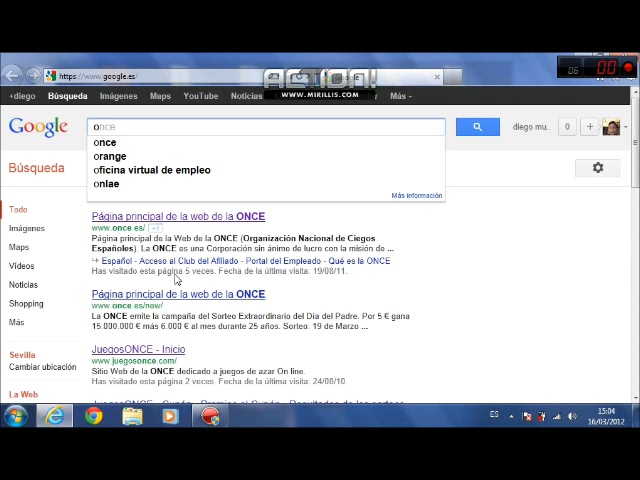 ACTION!
WWW.MIRILLIS.COM
06 00
https://www.google.es/
+diego Búsqueda Imágenes Maps YouTube Noticias Más
Google
once
diego mu... 0 +
once
orange
oficina virtual de empleo
onlae
Más información
Búsqueda
Todo
Imágenes
Maps
Vídeos
Noticias
Shopping
Más
Sevilla
Cambiar ubicación
La Web
Página principal de la web de la ONCE
www.once.es/ +1
Página principal de la Web de la ONCE (Organización Nacional de Ciegos
Españoles). La ONCE es una Corporación sin ánimo de lucro con la misión de ...
Español - Acceso al Club del Afiliado - Portal del Empleado - Qué es la ONCE
Has visitado esta página 5 veces. Fecha de la última visita: 19/08/11.
Página principal de la web de la ONCE
www.once.es/new/
La ONCE emite la campaña del Sorteo Extraordinario del Día del Padre. Por 5 € gana
15.000.000 € más 6.000 € al mes durante 25 años. Sorteo: 19 de Marzo ...
JuegosONCE - Inicio
www.juegosonce.com/
Sitio Web de la ONCE dedicado a juegos de azar On line.
Has visitado esta página 2 veces. Fecha de la última visita: 24/08/10.
ES
15:04
16/03/2012